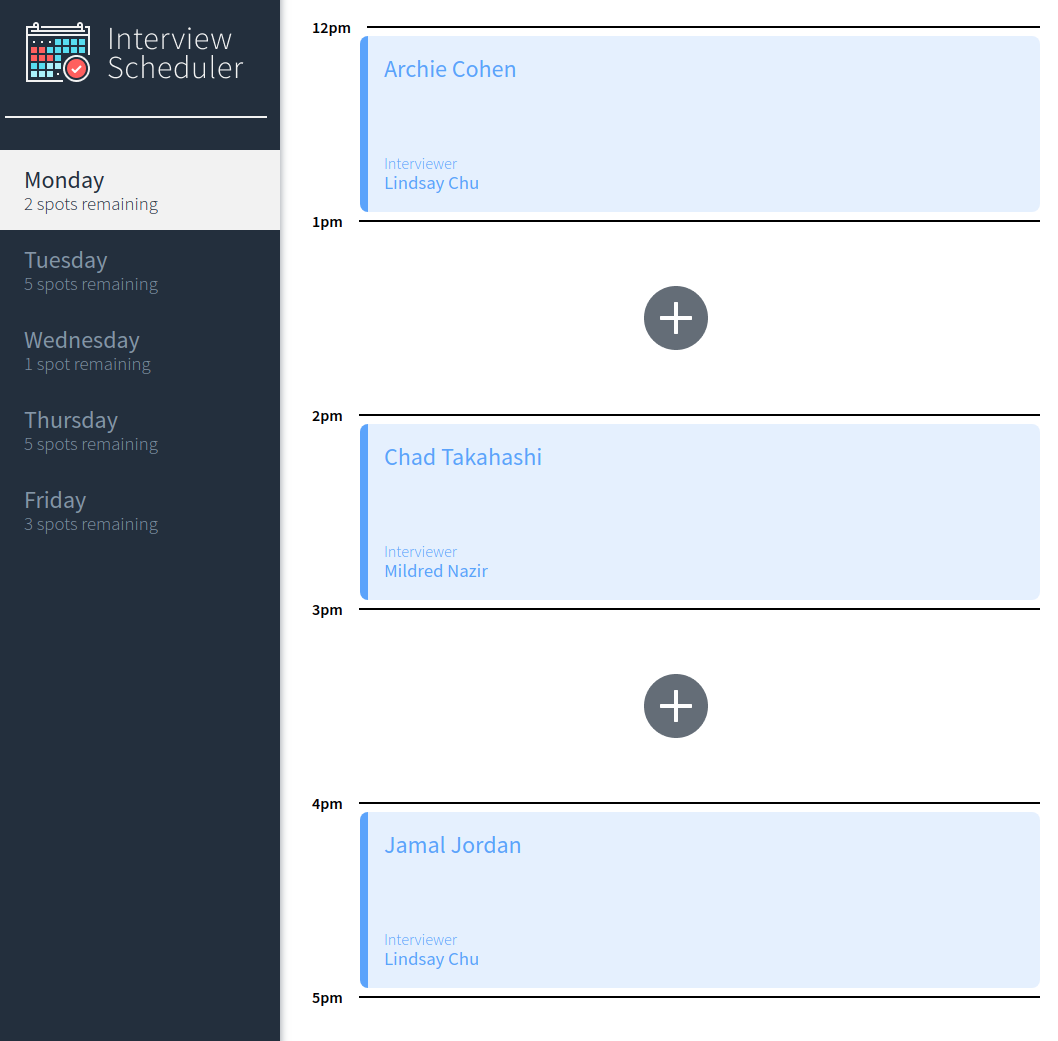 Interview
Scheduler
Monday
2 spots remaining
Tuesday
5 spots remaining
Wednesday
1 spot remaining
Thursday
5 spots remaining
Friday
3 spots remaining
12pm
Archie Cohen
Interviewer
Lindsay Chu
1pm
2pm
Chad Takahashi
Interviewer
Mildred Nazir
3pm
4pm
Jamal Jordan
Interviewer
Lindsay Chu
5pm